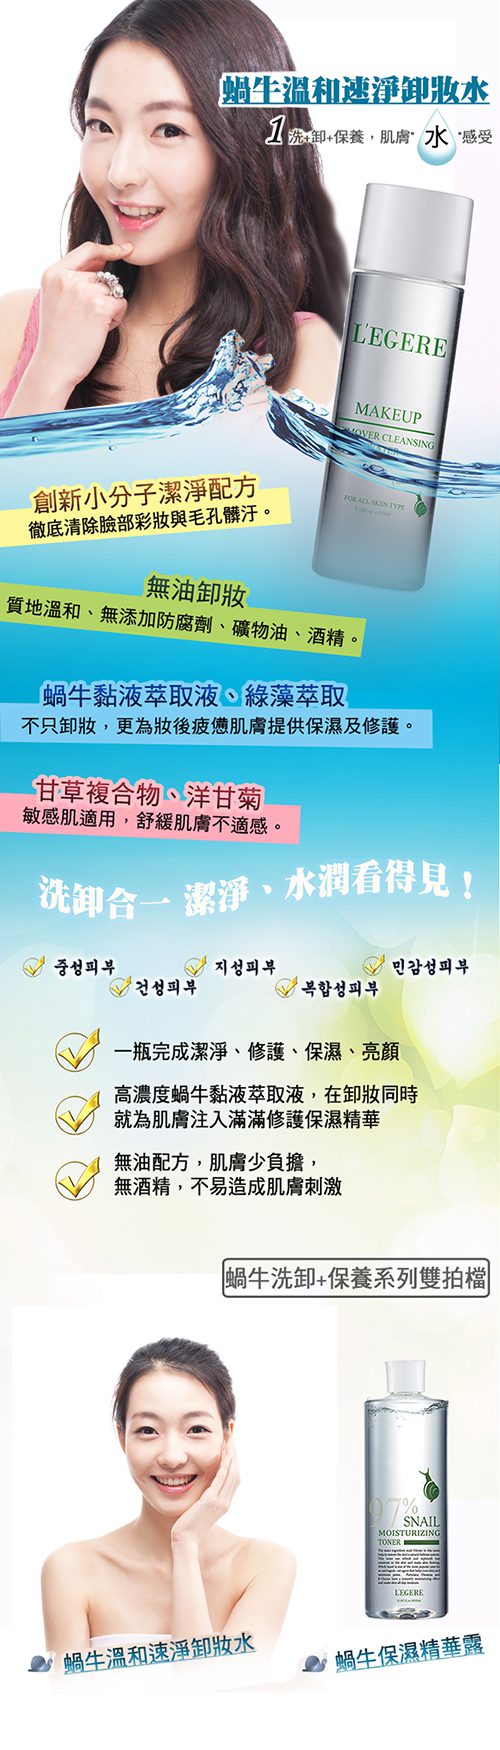 蝸牛溫和速淨卸妝水
1 洗+卸+保養，肌膚"水"感受
L'EGERE
MAKEUP
CLEANSING
FOR ALL SKIN TYPE
創新小分子潔淨配方
徹底清除臉部彩妝與毛孔髒汙。
無油卸妝
質地溫和、無添加防腐劑、礦物油、酒精。
蝸牛黏液萃取液、綠藻萃取
不只卸妝，更為妝後疲憊肌膚提供保濕及修護。
甘草複合物、洋甘菊
敏感肌適用，舒緩肌膚不適感。
洗卸合一 潔淨、水潤看得見！
중성피부 지성피부 민감성피부
건성피부 복합성피부
一瓶完成潔淨、修護、保濕、亮顏
高濃度蝸牛黏液萃取液，在卸妝同時
就為肌膚注入滿滿修護保濕精華
無油配方，肌膚少負擔，
無酒精，不易造成肌膚刺激
蝸牛洗卸+保養系列雙拍檔
97%
SNAIL
MOISTURIZING
TONER
LEGERE
蝸牛溫和速淨卸妝水
蝸牛保濕精華露